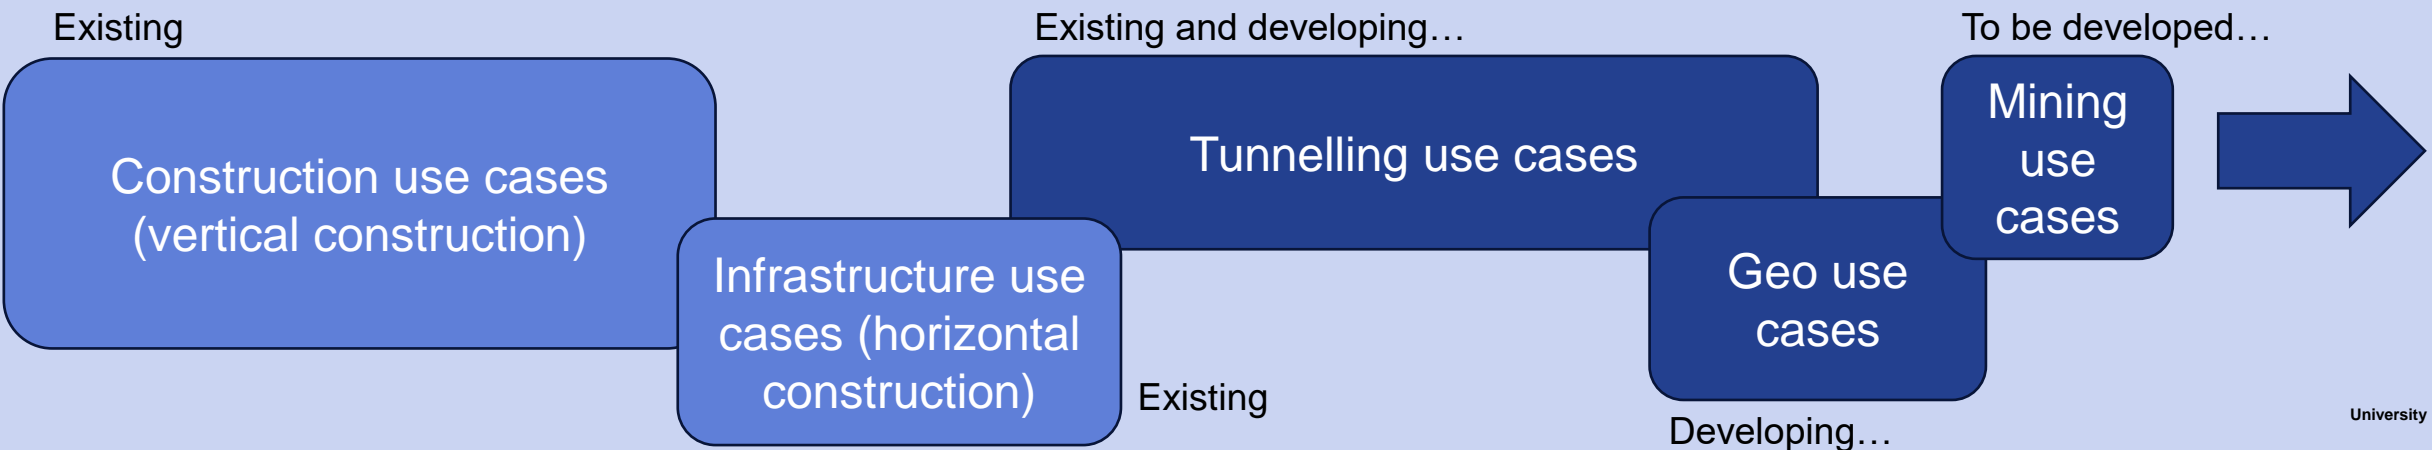 Existing
Construction use cases
(vertical construction)
Infrastructure use
cases (horizontal
construction)
Existing
Existing and developing…
Tunnelling use cases
Geo use
cases
Developing…
To be developed…
Mining
use
cases
University